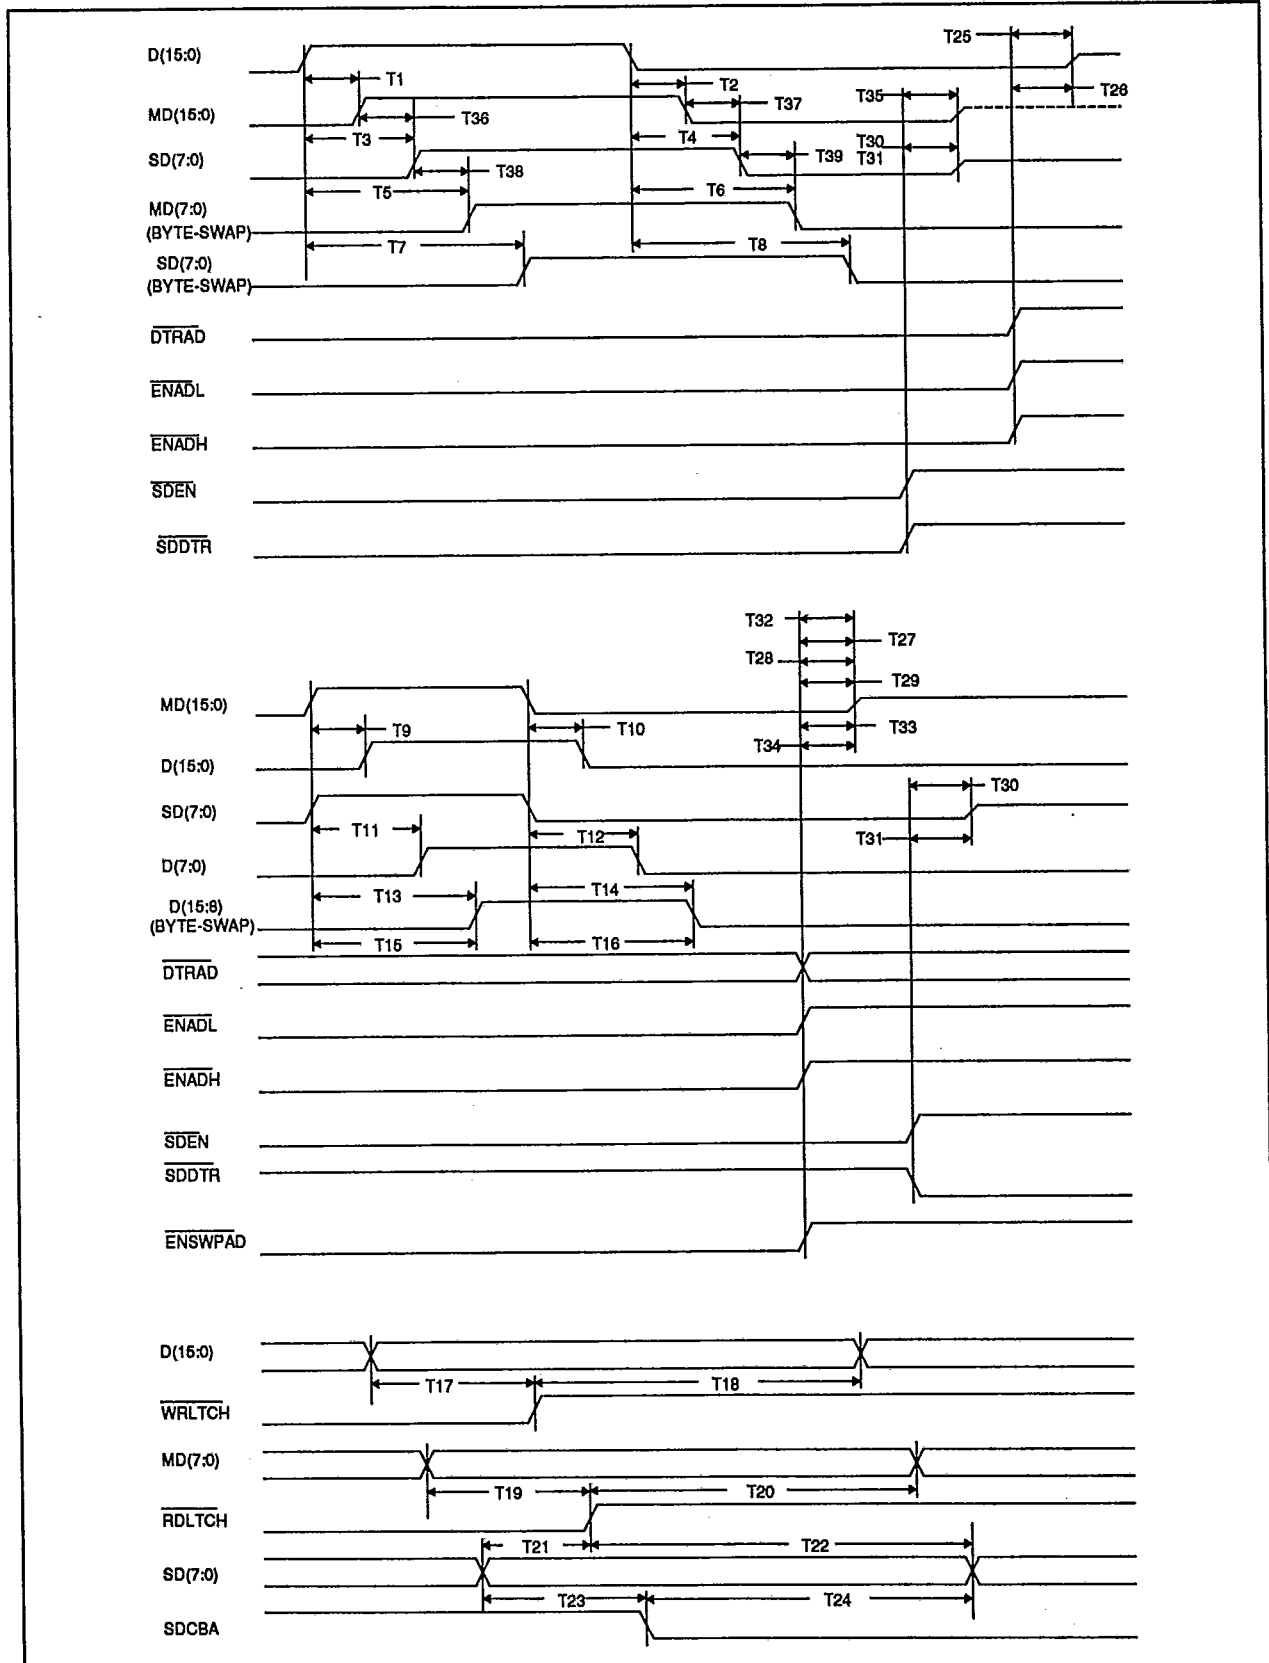 D(15:0)
T25
T1
T2
T35
T26
MD(15:0)
T36
T37
T3
T4
T30
SD(7:0)
T38
T39
T31
T5
T6
MD(7:0)
(BYTE-SWAP)
T7
T8
SD(7:0)
(BYTE-SWAP)
DTRAD
ENADL
ENADH
SDEN
SDDTR
T32
T27
T28
T29
MD(15:0)
T9
T10
T33
T34
D(15:0)
T30
SD(7:0)
T11
T12
T31
D(7:0)
T13
T14
D(15:8)
(BYTE-SWAP)
T15
T16
DTRAD
ENADL
ENADH
SDEN
SDDTR
ENSWPAD
D(15:0)
T17
T18
WRLTCH
MD(7:0)
T19
T20
RDLTCH
T21
T22
SD(7:0)
T23
T24
SDCBA